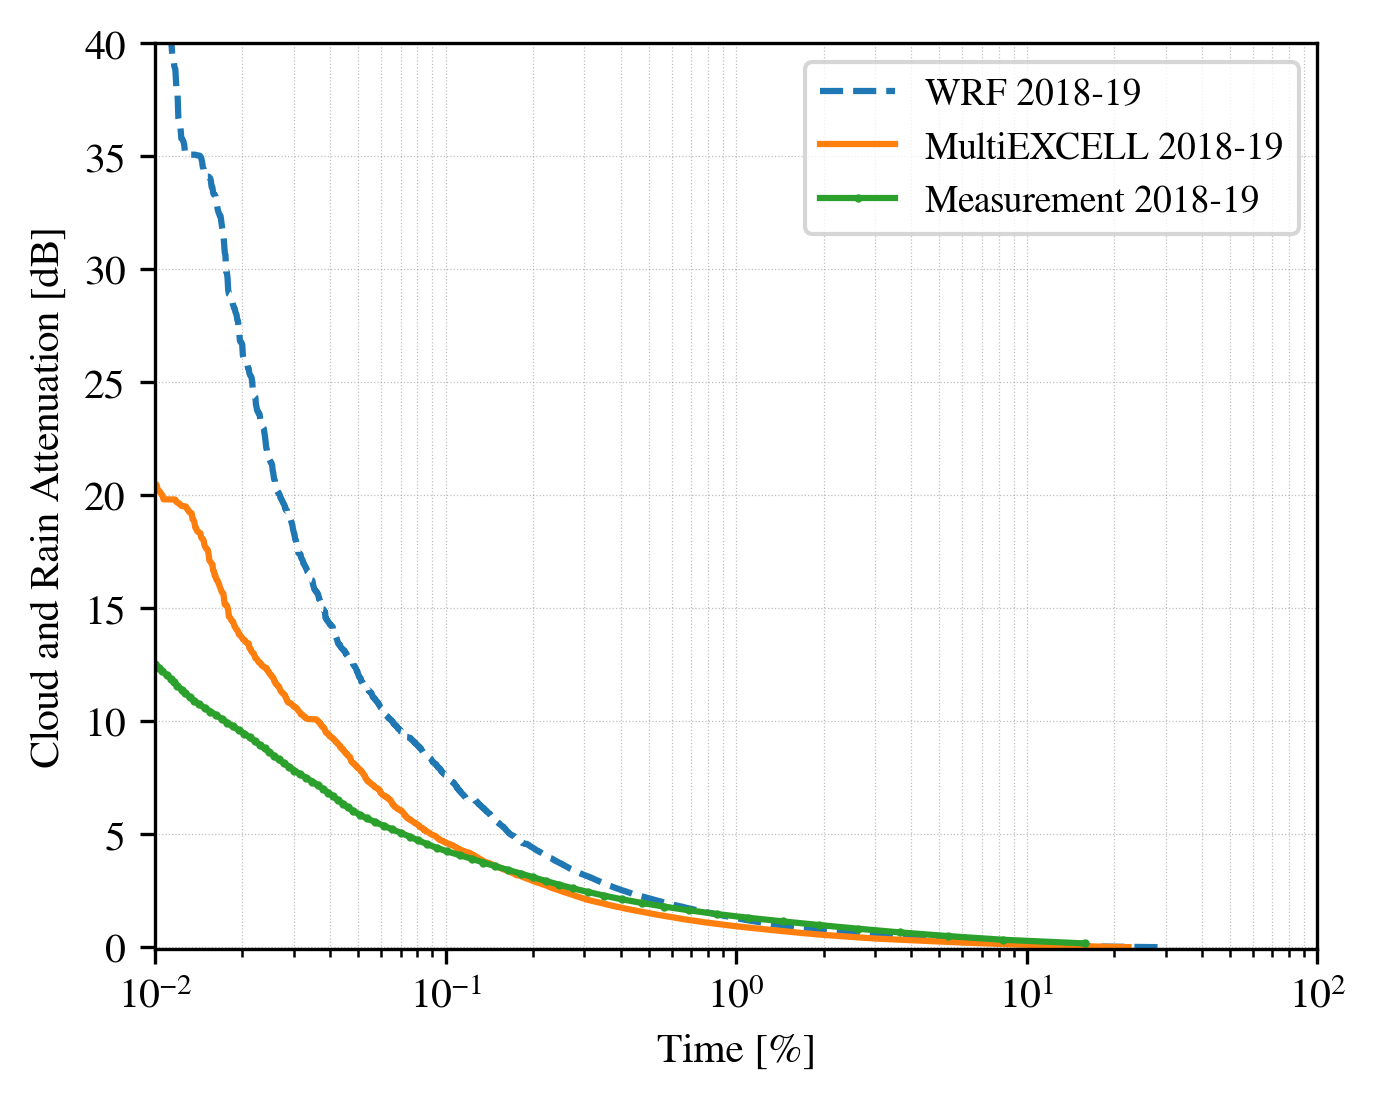 Cloud and Rain Attenuation [dB]
40
35
30
25
20
15
10
5
0
WRF 2018-19
MultiEXCELL 2018-19
Measurement 2018-19
10⁻² 10⁻¹ 10⁰ 10¹ 10²
Time [%]